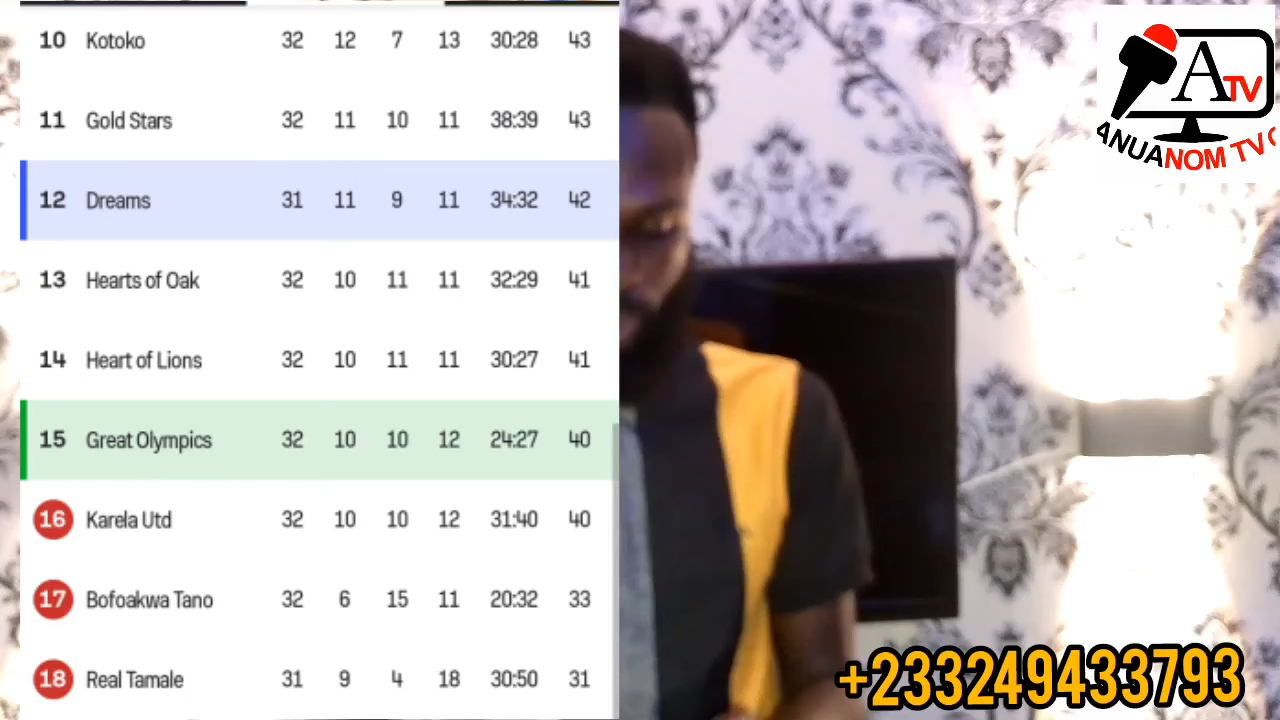 10 Kotoko 32 12 7 13 30:28 43
11 Gold Stars 32 11 10 11 38:39 43
12 Dreams 31 11 9 11 34:32 42
13 Hearts of Oak 32 10 11 11 32:29 41
14 Heart of Lions 32 10 11 11 30:27 41
15 Great Olympics 32 10 10 12 24:27 40
16 Karela Utd 32 10 10 12 31:40 40
17 Bofoakwa Tano 32 6 15 11 20:32 33
18 Real Tamale 31 9 4 18 30:50 31
ATV
ANUANOM TV
+233249433793